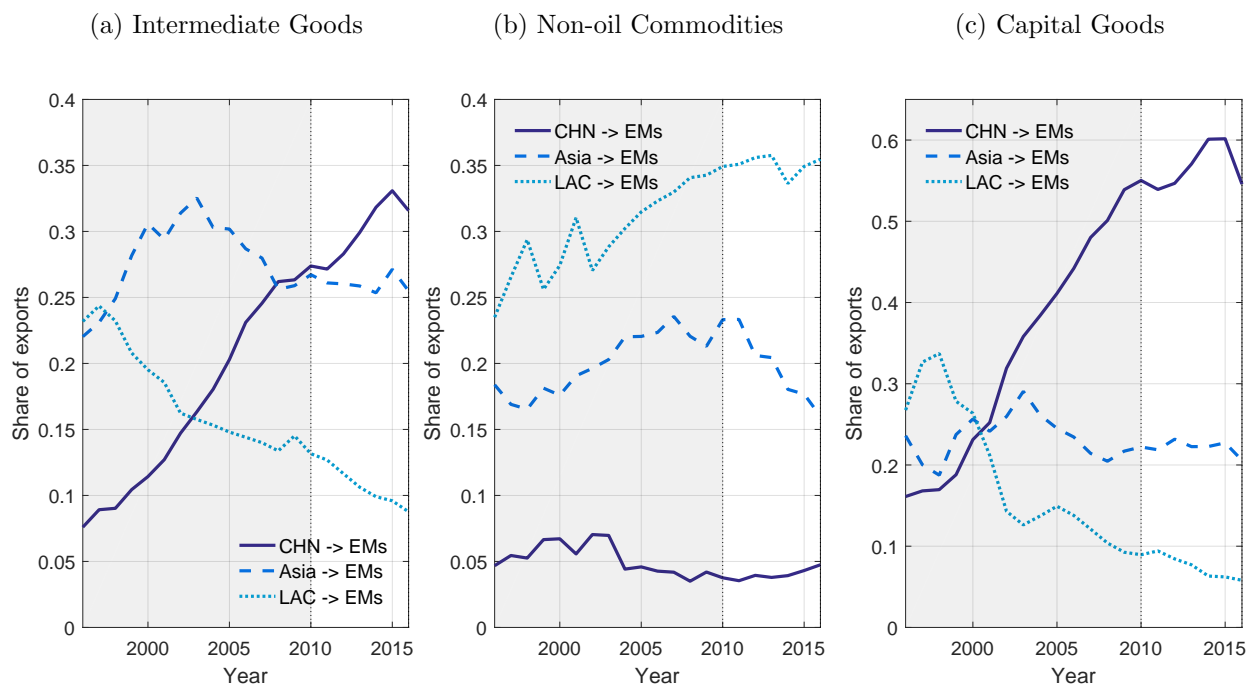 (a) Intermediate Goods
0.4
0.35
0.3
0.25
0.2
0.15
0.1
0.05
0
Share of exports
CHN -> EMs
Asia -> EMs
LAC -> EMs
2000 2005 2010 2015
Year
(b) Non-oil Commodities
0.4
0.35
0.3
0.25
0.2
0.15
0.1
0.05
0
Share of exports
CHN -> EMs
Asia -> EMs
LAC -> EMs
2000 2005 2010 2015
Year
(c) Capital Goods
0.6
0.5
0.4
0.3
0.2
0.1
0
Share of exports
CHN -> EMs
Asia -> EMs
LAC -> EMs
2000 2005 2010 2015
Year